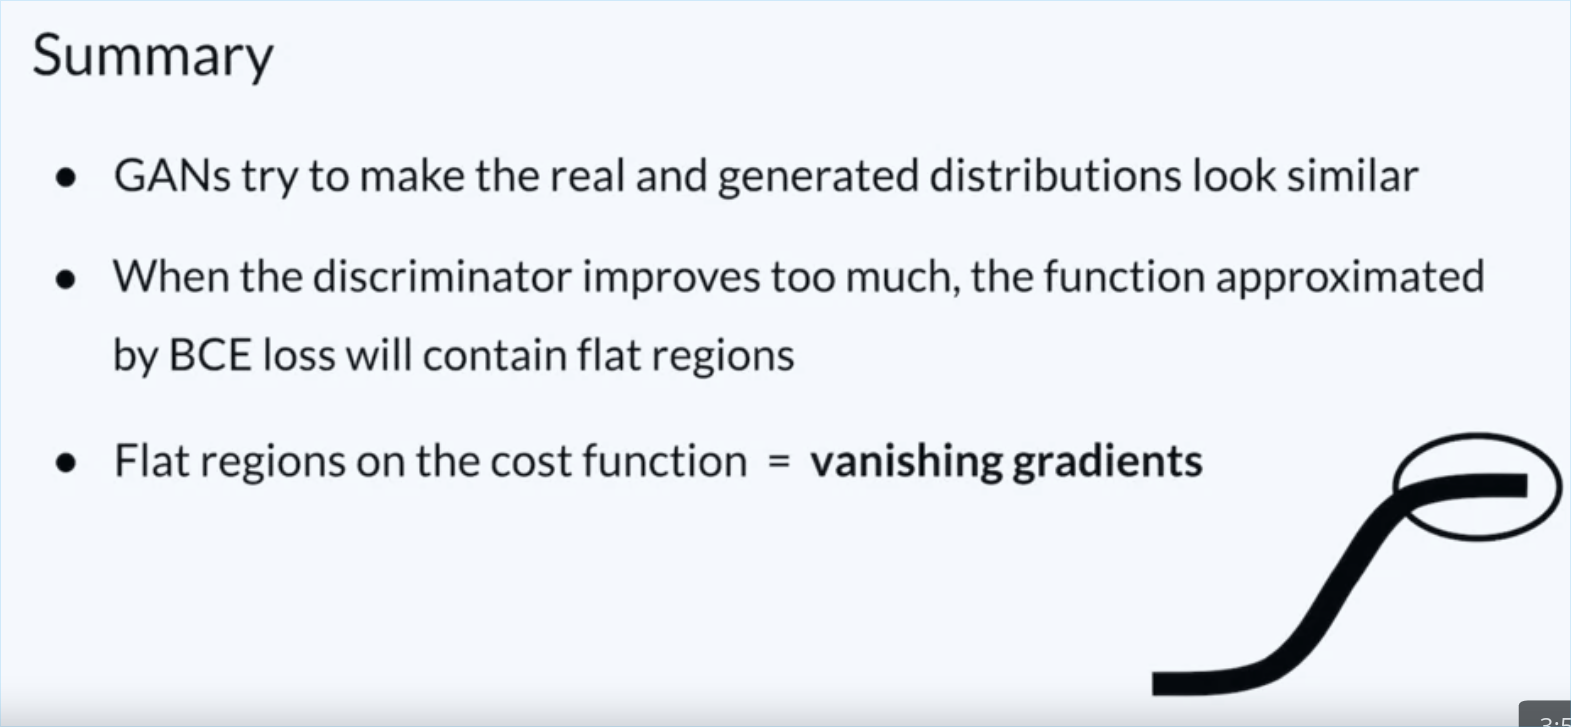 Summary
● GANs try to make the real and generated distributions look similar
● When the discriminator improves too much, the function approximated
by BCE loss will contain flat regions
● Flat regions on the cost function = vanishing gradients